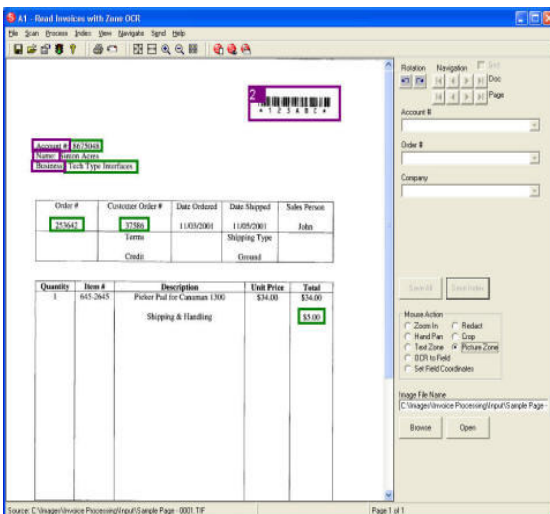 A1 - Read Invoices with Zone OCR
File Scan Process Index View Navigate Send Help
Rotation Navigation
Doc
Page
2
* 1 2 3 A B C *
Account # 8675048
Name: Simon Acres
Business: Tech Type Interfaces
Account #
Order #
Company
Order # Customer Order # Date Ordered Date Shipped Sales Person
253642 37586 11/03/2001 11/05/2001 John
Terms Shipping Type
Credit Ground
Quantity Item # Description Unit Price Total
1 645-2645 Picker Pad for Canaman 1300 $34.00 $34.00
Shipping & Handling $5.00
Save All Save Index
Mouse Action
Zoom In Redact
Hand Pan Crop
Text Zone Picture Zone
OCR to Field
Set Field Coordinates
Image File Name
C:\Images\Invoice Processing\Input\Sample Page -
Browse Open
Source: C:\Images\Invoice Processing\Input\Sample Page - 0001.TIF Page 1 of 1